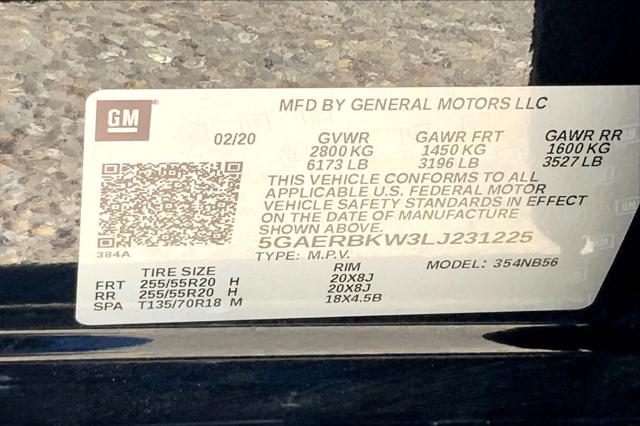 GM
MFD BY GENERAL MOTORS LLC
02/20 GVWR GAWR FRT GAWR RR
2800 KG 1450 KG 1600 KG
6173 LB 3196 LB 3527 LB
THIS VEHICLE CONFORMS TO ALL
APPLICABLE U.S. FEDERAL MOTOR
VEHICLE SAFETY STANDARDS IN EFFECT
ON THE DATE OF MANUFACTURE
SHOWN ABOVE.
5GAERBKW3LJ231225
384A
TYPE: M.P.V. MODEL: 354NB56
TIRE SIZE RIM
FRT 255/55R20 H 20X8J
RR 255/55R20 H 20X8J
SPA T135/70R18 M 18X4.5B